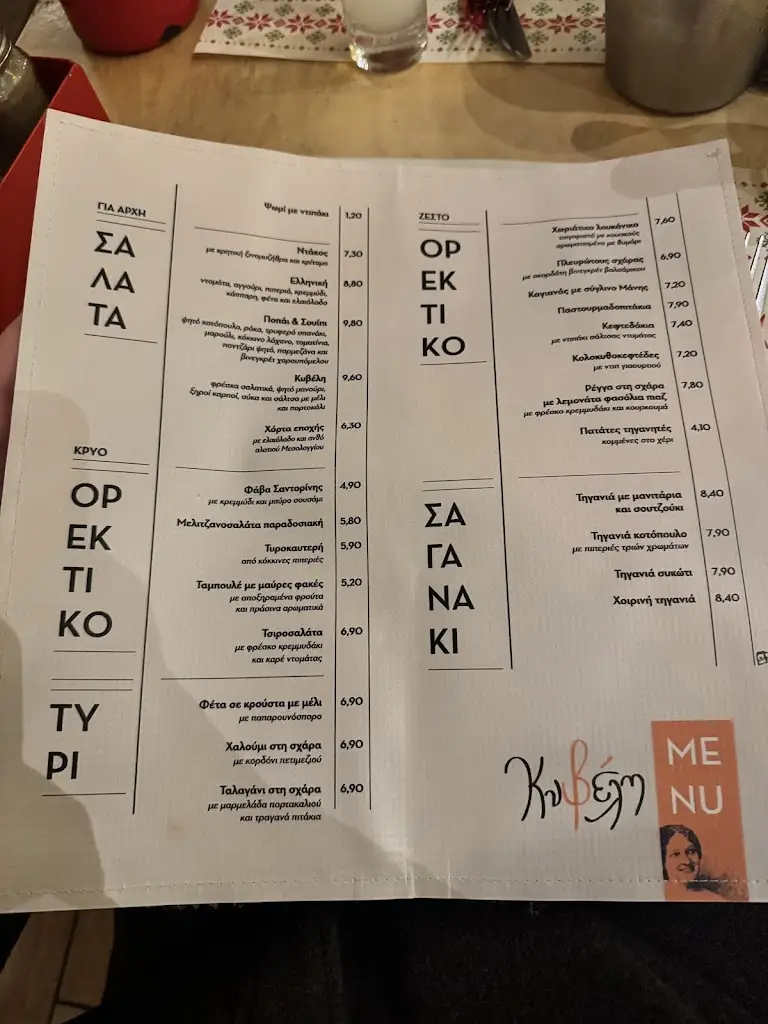 ΓΙΑ ΑΡΧΗ
ΣΑ
ΛΑ
ΤΑ
Ψωμί με ντιπάκι 1,20
Ντάκος 7,30
με κρητική ξινομυζήθρα και κρίταμο
Ελληνική 8,80
ντομάτα, αγγούρι, πιπεριά, κρεμμύδι,
κάππαρη, φέτα και ελαιόλαδο
Ποπάι & Σουίπι 9,80
ψητό κοτόπουλο, ρόκα, τρυφερό σπανάκι,
μαρούλι, κόκκινο λάχανο, τοματίνια,
παντζάρι ψητό, παρμεζάνα και
βινεγκρέτ χαρουπόμελου
Κυβέλη 9,60
φρέσκα σαλατικά, ψητό μανούρι,
ξηροί καρποί, σύκα και σάλτσα με μέλι
και πορτοκάλι
Χόρτα εποχής 6,30
με ελαιόλαδο και ανθό
αλατιού Μεσολογγίου
ΚΡΥΟ
ΟΡ
ΕΚ
ΤΙ
ΚΟ
Φάβα Σαντορίνης 4,90
με κρεμμύδι και μαύρο σουσάμι
Μελιτζανοσαλάτα παραδοσιακή 5,80
Τυροκαυτερή 5,90
από κόκκινες πιπεριές
Ταμπουλέ με μαύρες φακές 5,20
με αποξηραμένα φρούτα
και πράσινα αρωματικά
Τσιροσαλάτα 6,90
με φρέσκο κρεμμυδάκι
και καρέ ντομάτας
ΤΥ
ΡΙ
Φέτα σε κρούστα με μέλι 6,90
με παπαρουνόσπορο
Χαλούμι στη σχάρα 6,90
με κορδόνι πετιμεζιού
Ταλαγάνι στη σχάρα 6,90
με μαρμελάδα πορτοκαλιού
και τραγανά πιτάκια
ΖΕΣΤΟ
ΟΡ
ΕΚ
ΤΙ
ΚΟ
Χωριάτικο λουκάνικο 7,60
αρωματισμένο με θυμάρι
Πλευρώτους σχάρας 6,90
με σκορδάτη βινεγκρέτ βαλσάμικου
Καγιανάς με σύγλινο Μάνης 7,20
Παστουρμαδοπιτάκια 7,90
Κεφτεδάκια 7,40
με ντιπάκι σάλτσας ντομάτας
Κολοκυθοκεφτέδες 7,20
με ντιπ γιαουρτιού
Ρέγγα στη σχάρα 7,80
με λεμονάτα φασόλια πιαζ
με φρέσκο κρεμμυδάκι και κουρκουμά
Πατάτες τηγανητές 4,10
κομμένες στο χέρι
ΣΑ
ΓΑ
ΝΑ
ΚΙ
Τηγανιά με μανιτάρια 8,40
και σουτζούκι
Τηγανιά κοτόπουλο 7,90
με πιπεριές τριών χρωμάτων
Τηγανιά συκώτι 7,90
Χοιρινή τηγανιά 8,40
Κυβέλη
ME
NU